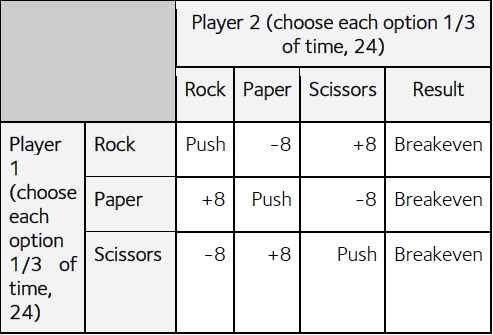 Player 2 (choose each option 1/3
of time, 24)
Rock Paper Scissors Result
Player
1
(choose
each
option
1/3 of
time,
24)
Rock Push -8 +8 Breakeven
Paper +8 Push -8 Breakeven
Scissors -8 +8 Push Breakeven